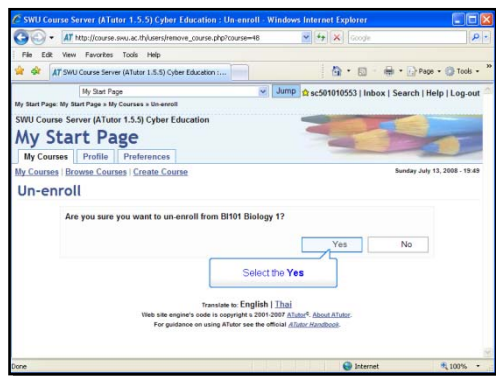 SWU Course Server (ATutor 1.5.5) Cyber Education : Un-enroll - Windows Internet Explorer
AT http://course.swu.ac.th/users/remove_course.php?course=48
Google
File Edit View Favorites Tools Help
AT SWU Course Server (ATutor 1.5.5) Cyber Education :...
Page Tools
My Start Page Jump sc501010553 | Inbox | Search | Help | Log-out
My Start Page: My Start Page » My Courses » Un-enroll
SWU Course Server (ATutor 1.5.5) Cyber Education
My Start Page
My Courses Profile Preferences
My Courses | Browse Courses | Create Course
Sunday July 13, 2008 - 19:49
Un-enroll
Are you sure you want to un-enroll from BI101 Biology 1?
Yes No
Select the Yes
Translate to: English | Thai
Web site engine's code is copyright © 2001-2007 ATutor®. About ATutor.
For guidance on using ATutor see the official ATutor Handbook.
Done Internet 100%